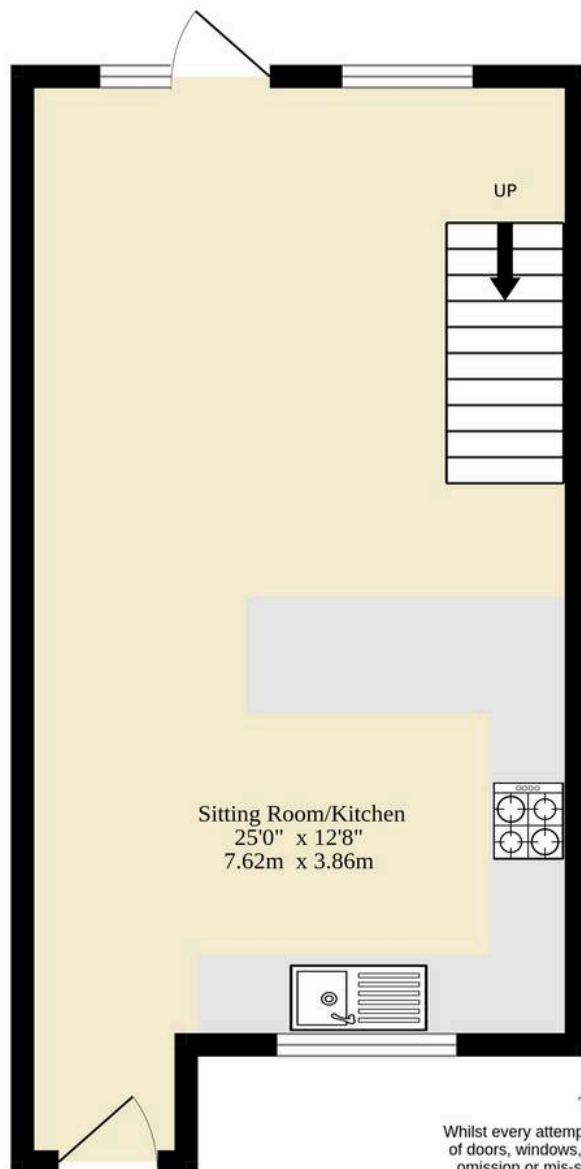 UP
Sitting Room/Kitchen
25'0" x 12'8"
7.62m x 3.86m
Whilst every attemp
of doors, windows,